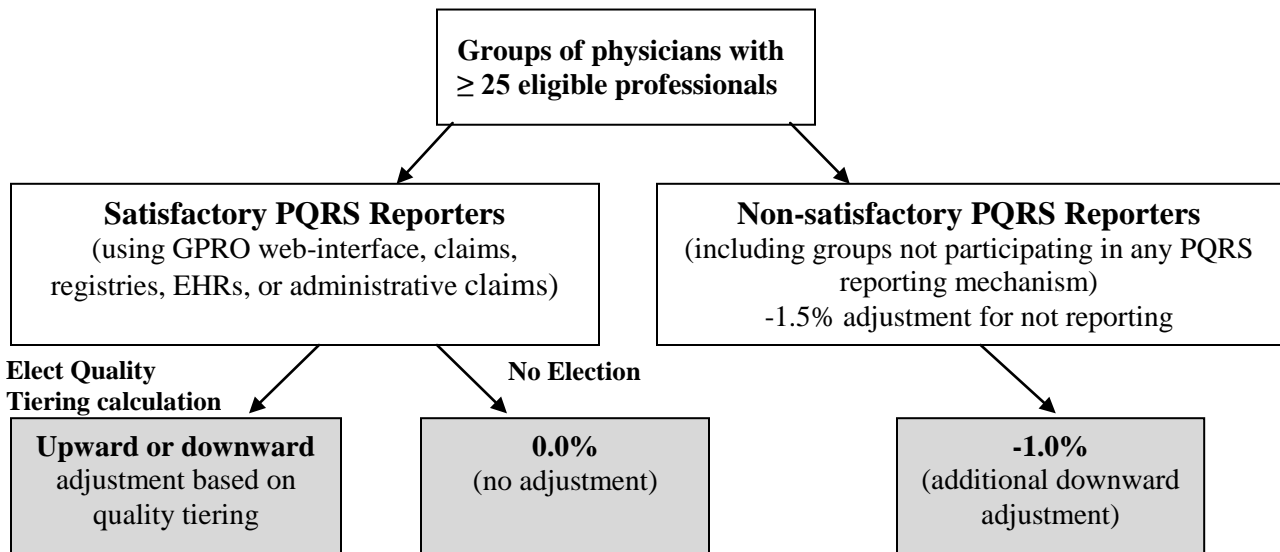 Groups of physicians with
≥ 25 eligible professionals
Satisfactory PQRS Reporters
(using GPRO web-interface, claims,
registries, EHRs, or administrative claims)
Non-satisfactory PQRS Reporters
(including groups not participating in any PQRS
reporting mechanism)
-1.5% adjustment for not reporting
Elect Quality
Tiering calculation
No Election
Upward or downward
adjustment based on
quality tiering
0.0%
(no adjustment)
-1.0%
(additional downward
adjustment)